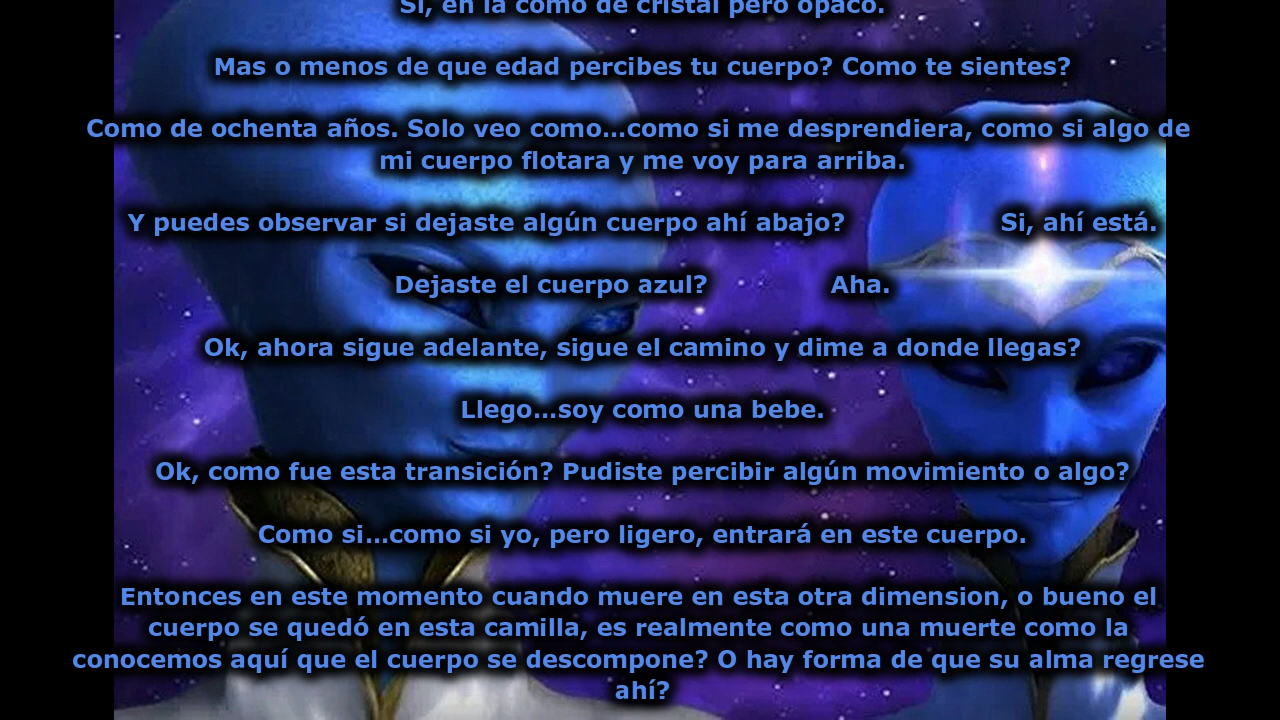 Si, en la como de cristal pero opaco.
Mas o menos de que edad percibes tu cuerpo? Como te sientes?
Como de ochenta años. Solo veo como...como si me desprendiera, como si algo de
mi cuerpo flotara y me voy para arriba.
Y puedes observar si dejaste algún cuerpo ahí abajo? Si, ahí está.
Dejaste el cuerpo azul? Aha.
Ok, ahora sigue adelante, sigue el camino y dime a donde llegas?
Llego...soy como una bebe.
Ok, como fue esta transición? Pudiste percibir algún movimiento o algo?
Como si...como si yo, pero ligero, entrará en este cuerpo.
Entonces en este momento cuando muere en esta otra dimension, o bueno el
cuerpo se quedó en esta camilla, es realmente como una muerte como la
conocemos aquí que el cuerpo se descompone? O hay forma de que su alma regrese
ahí?